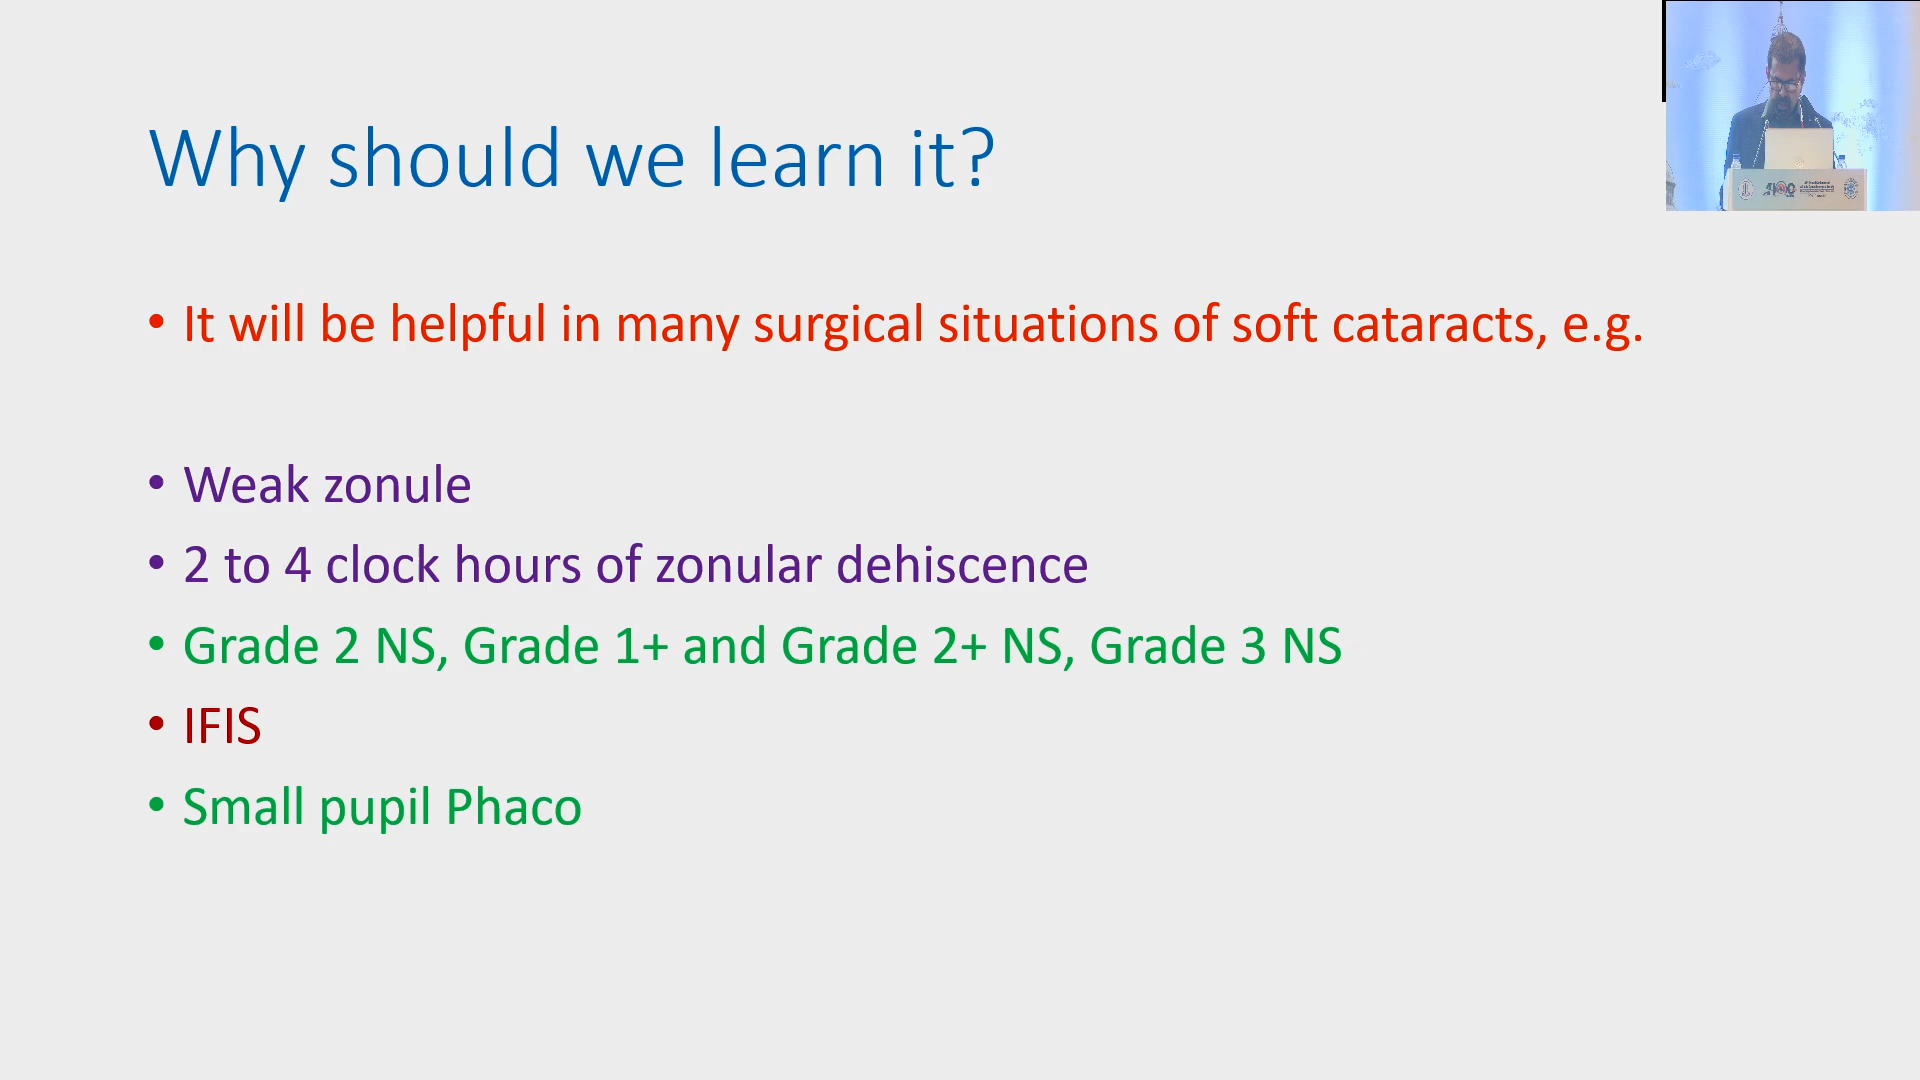 Why should we learn it?
• It will be helpful in many surgical situations of soft cataracts, e.g.
• Weak zonule
• 2 to 4 clock hours of zonular dehiscence
• Grade 2 NS, Grade 1+ and Grade 2+ NS, Grade 3 NS
• IFIS
• Small pupil Phaco